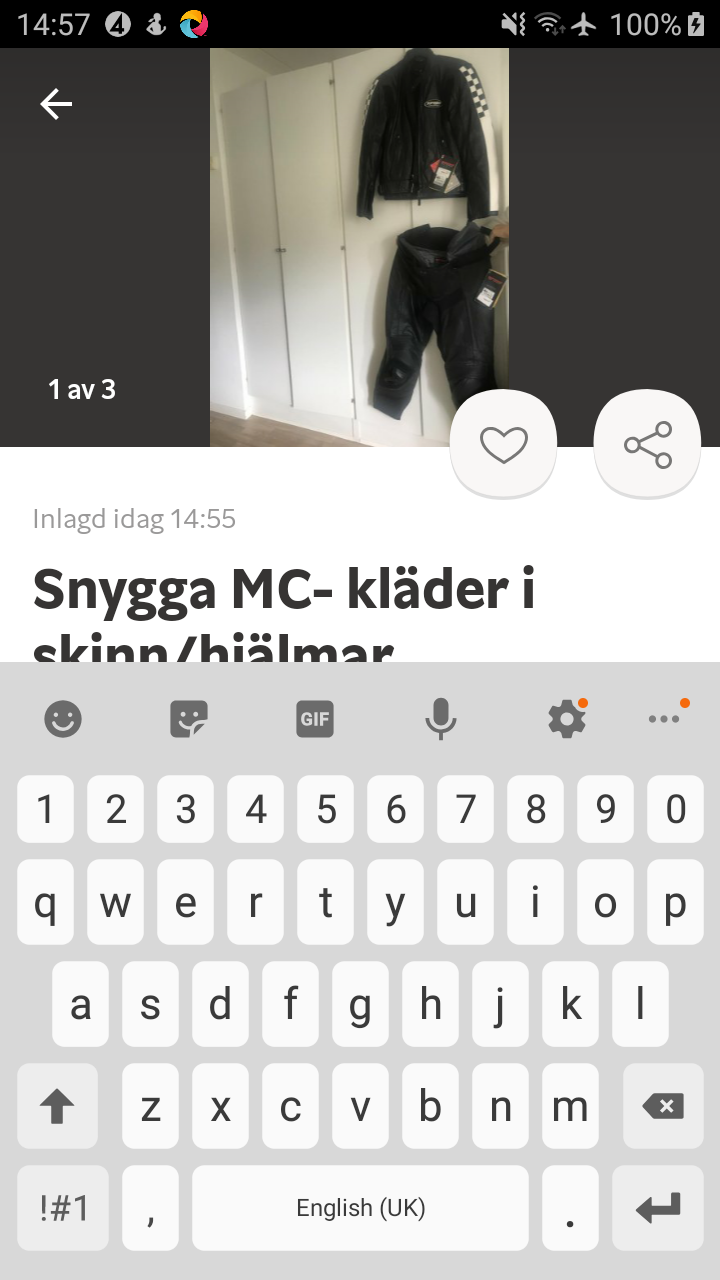 14:57
100%
1 av 3
Inlagd idag 14:55
Snygga MC- kläder i
skinn/hjälmar
GIF
1 2 3 4 5 6 7 8 9 0
q w e r t y u i o p
a s d f g h j k l
z x c v b n m
!#1 , English (UK) .